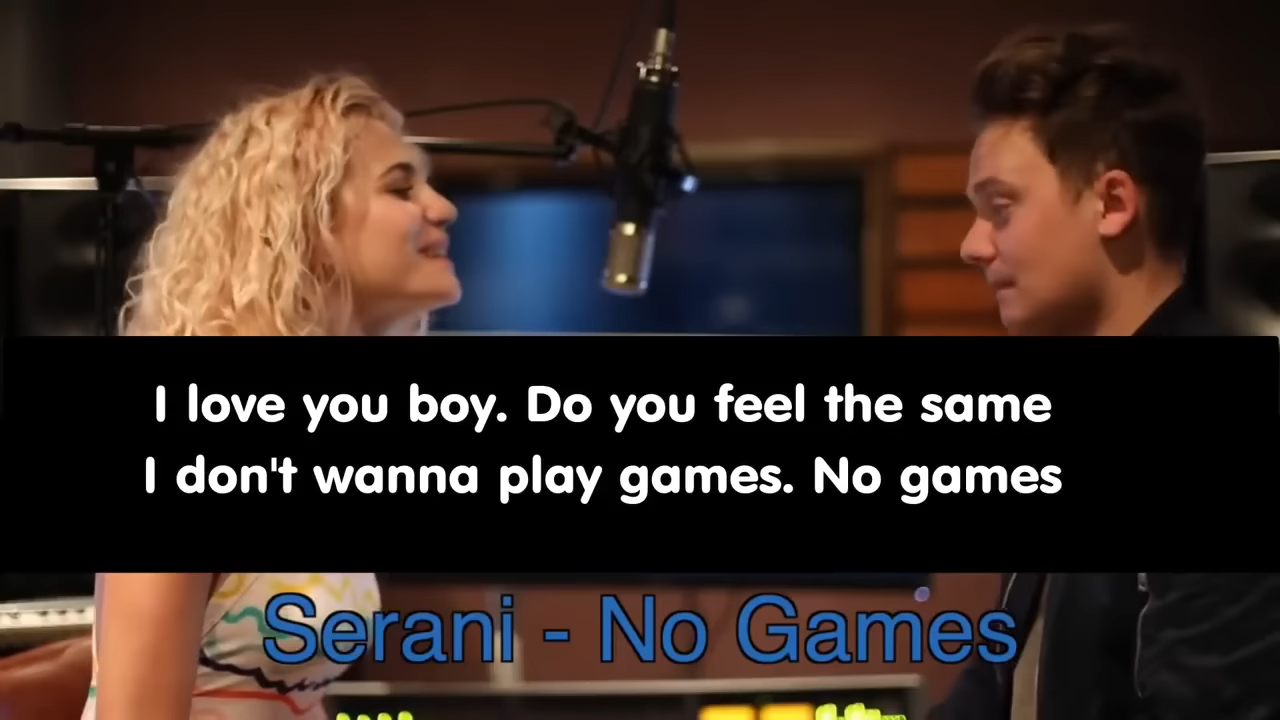 I love you boy. Do you feel the same
I don't wanna play games. No games
Serani - No Games